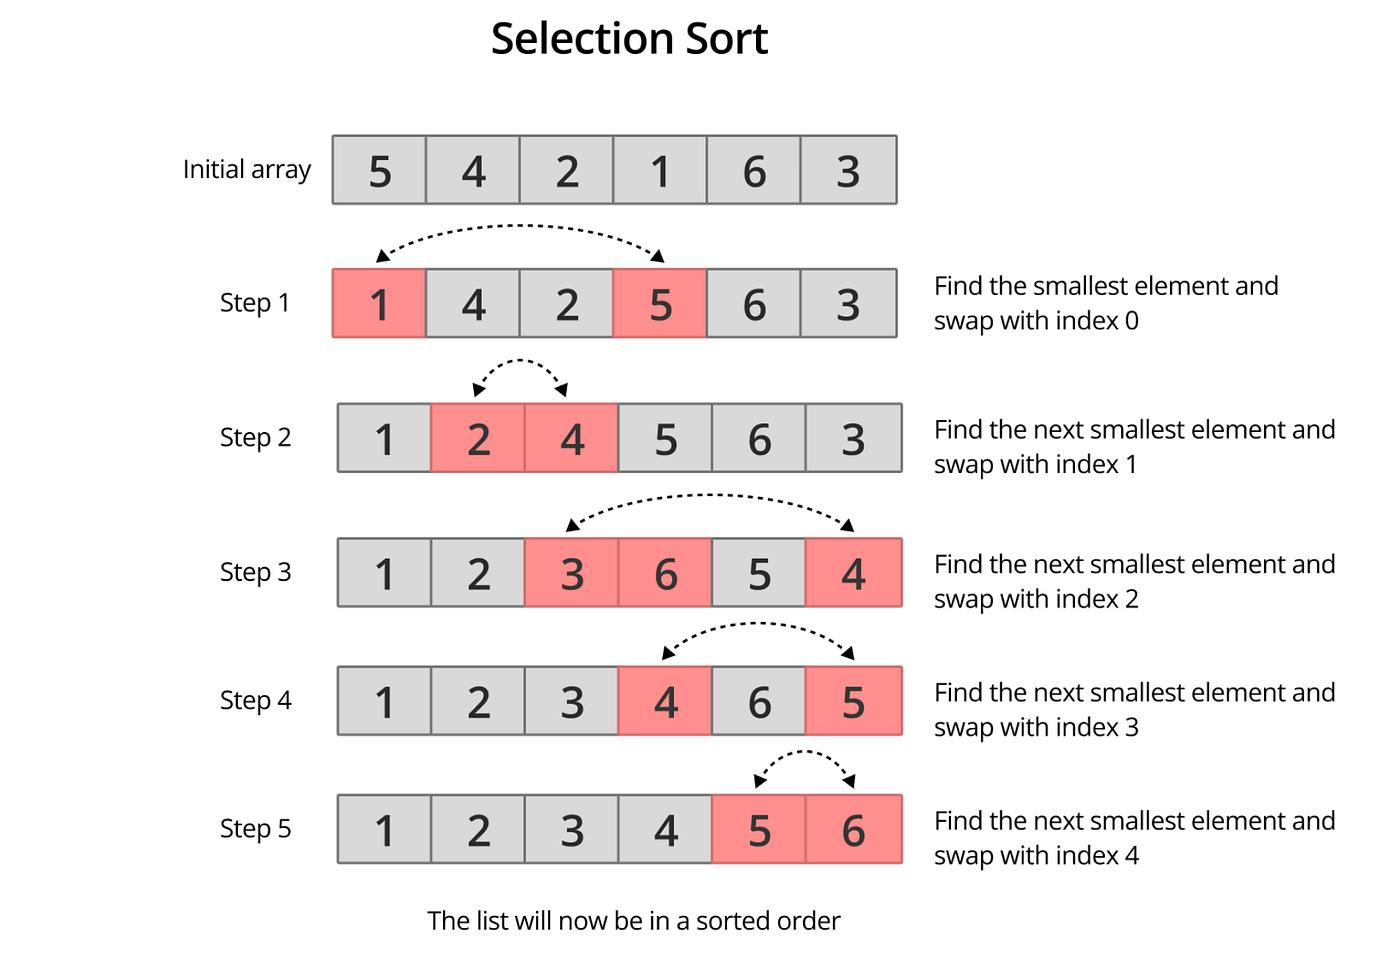 Selection Sort
Initial array 5 4 2 1 6 3
Step 1 1 4 2 5 6 3
Find the smallest element and
swap with index 0
Step 2 1 2 4 5 6 3
Find the next smallest element and
swap with index 1
Step 3 1 2 3 6 5 4
Find the next smallest element and
swap with index 2
Step 4 1 2 3 4 6 5
Find the next smallest element and
swap with index 3
Step 5 1 2 3 4 5 6
Find the next smallest element and
swap with index 4
The list will now be in a sorted order